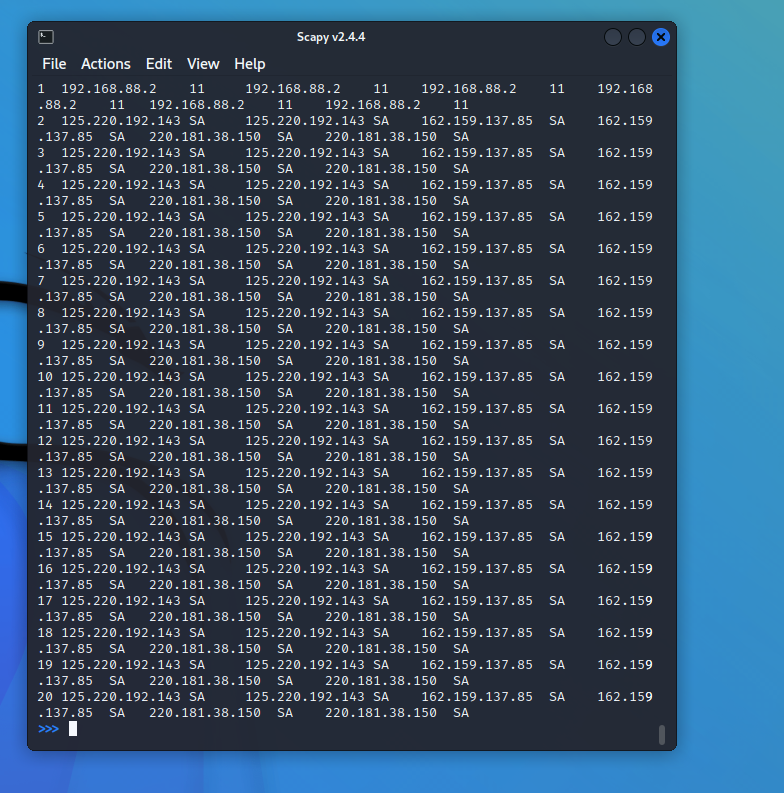 Scapy v2.4.4
File Actions Edit View Help
1  192.168.88.2    11     192.168.88.2    11    192.168.88.2    11    192.168
.88.2    11   192.168.88.2    11    192.168.88.2    11
2  125.220.192.143 SA     125.220.192.143 SA    162.159.137.85  SA    162.159
.137.85  SA   220.181.38.150  SA    220.181.38.150  SA
3  125.220.192.143 SA     125.220.192.143 SA    162.159.137.85  SA    162.159
.137.85  SA   220.181.38.150  SA    220.181.38.150  SA
4  125.220.192.143 SA     125.220.192.143 SA    162.159.137.85  SA    162.159
.137.85  SA   220.181.38.150  SA    220.181.38.150  SA
5  125.220.192.143 SA     125.220.192.143 SA    162.159.137.85  SA    162.159
.137.85  SA   220.181.38.150  SA    220.181.38.150  SA
6  125.220.192.143 SA     125.220.192.143 SA    162.159.137.85  SA    162.159
.137.85  SA   220.181.38.150  SA    220.181.38.150  SA
7  125.220.192.143 SA     125.220.192.143 SA    162.159.137.85  SA    162.159
.137.85  SA   220.181.38.150  SA    220.181.38.150  SA
8  125.220.192.143 SA     125.220.192.143 SA    162.159.137.85  SA    162.159
.137.85  SA   220.181.38.150  SA    220.181.38.150  SA
9  125.220.192.143 SA     125.220.192.143 SA    162.159.137.85  SA    162.159
.137.85  SA   220.181.38.150  SA    220.181.38.150  SA
10 125.220.192.143 SA     125.220.192.143 SA    162.159.137.85  SA    162.159
.137.85  SA   220.181.38.150  SA    220.181.38.150  SA
11 125.220.192.143 SA     125.220.192.143 SA    162.159.137.85  SA    162.159
.137.85  SA   220.181.38.150  SA    220.181.38.150  SA
12 125.220.192.143 SA     125.220.192.143 SA    162.159.137.85  SA    162.159
.137.85  SA   220.181.38.150  SA    220.181.38.150  SA
13 125.220.192.143 SA     125.220.192.143 SA    162.159.137.85  SA    162.159
.137.85  SA   220.181.38.150  SA    220.181.38.150  SA
14 125.220.192.143 SA     125.220.192.143 SA    162.159.137.85  SA    162.159
.137.85  SA   220.181.38.150  SA    220.181.38.150  SA
15 125.220.192.143 SA     125.220.192.143 SA    162.159.137.85  SA    162.159
.137.85  SA   220.181.38.150  SA    220.181.38.150  SA
16 125.220.192.143 SA     125.220.192.143 SA    162.159.137.85  SA    162.159
.137.85  SA   220.181.38.150  SA    220.181.38.150  SA
17 125.220.192.143 SA     125.220.192.143 SA    162.159.137.85  SA    162.159
.137.85  SA   220.181.38.150  SA    220.181.38.150  SA
18 125.220.192.143 SA     125.220.192.143 SA    162.159.137.85  SA    162.159
.137.85  SA   220.181.38.150  SA    220.181.38.150  SA
19 125.220.192.143 SA     125.220.192.143 SA    162.159.137.85  SA    162.159
.137.85  SA   220.181.38.150  SA    220.181.38.150  SA
20 125.220.192.143 SA     125.220.192.143 SA    162.159.137.85  SA    162.159
.137.85  SA   220.181.38.150  SA    220.181.38.150  SA
>>>